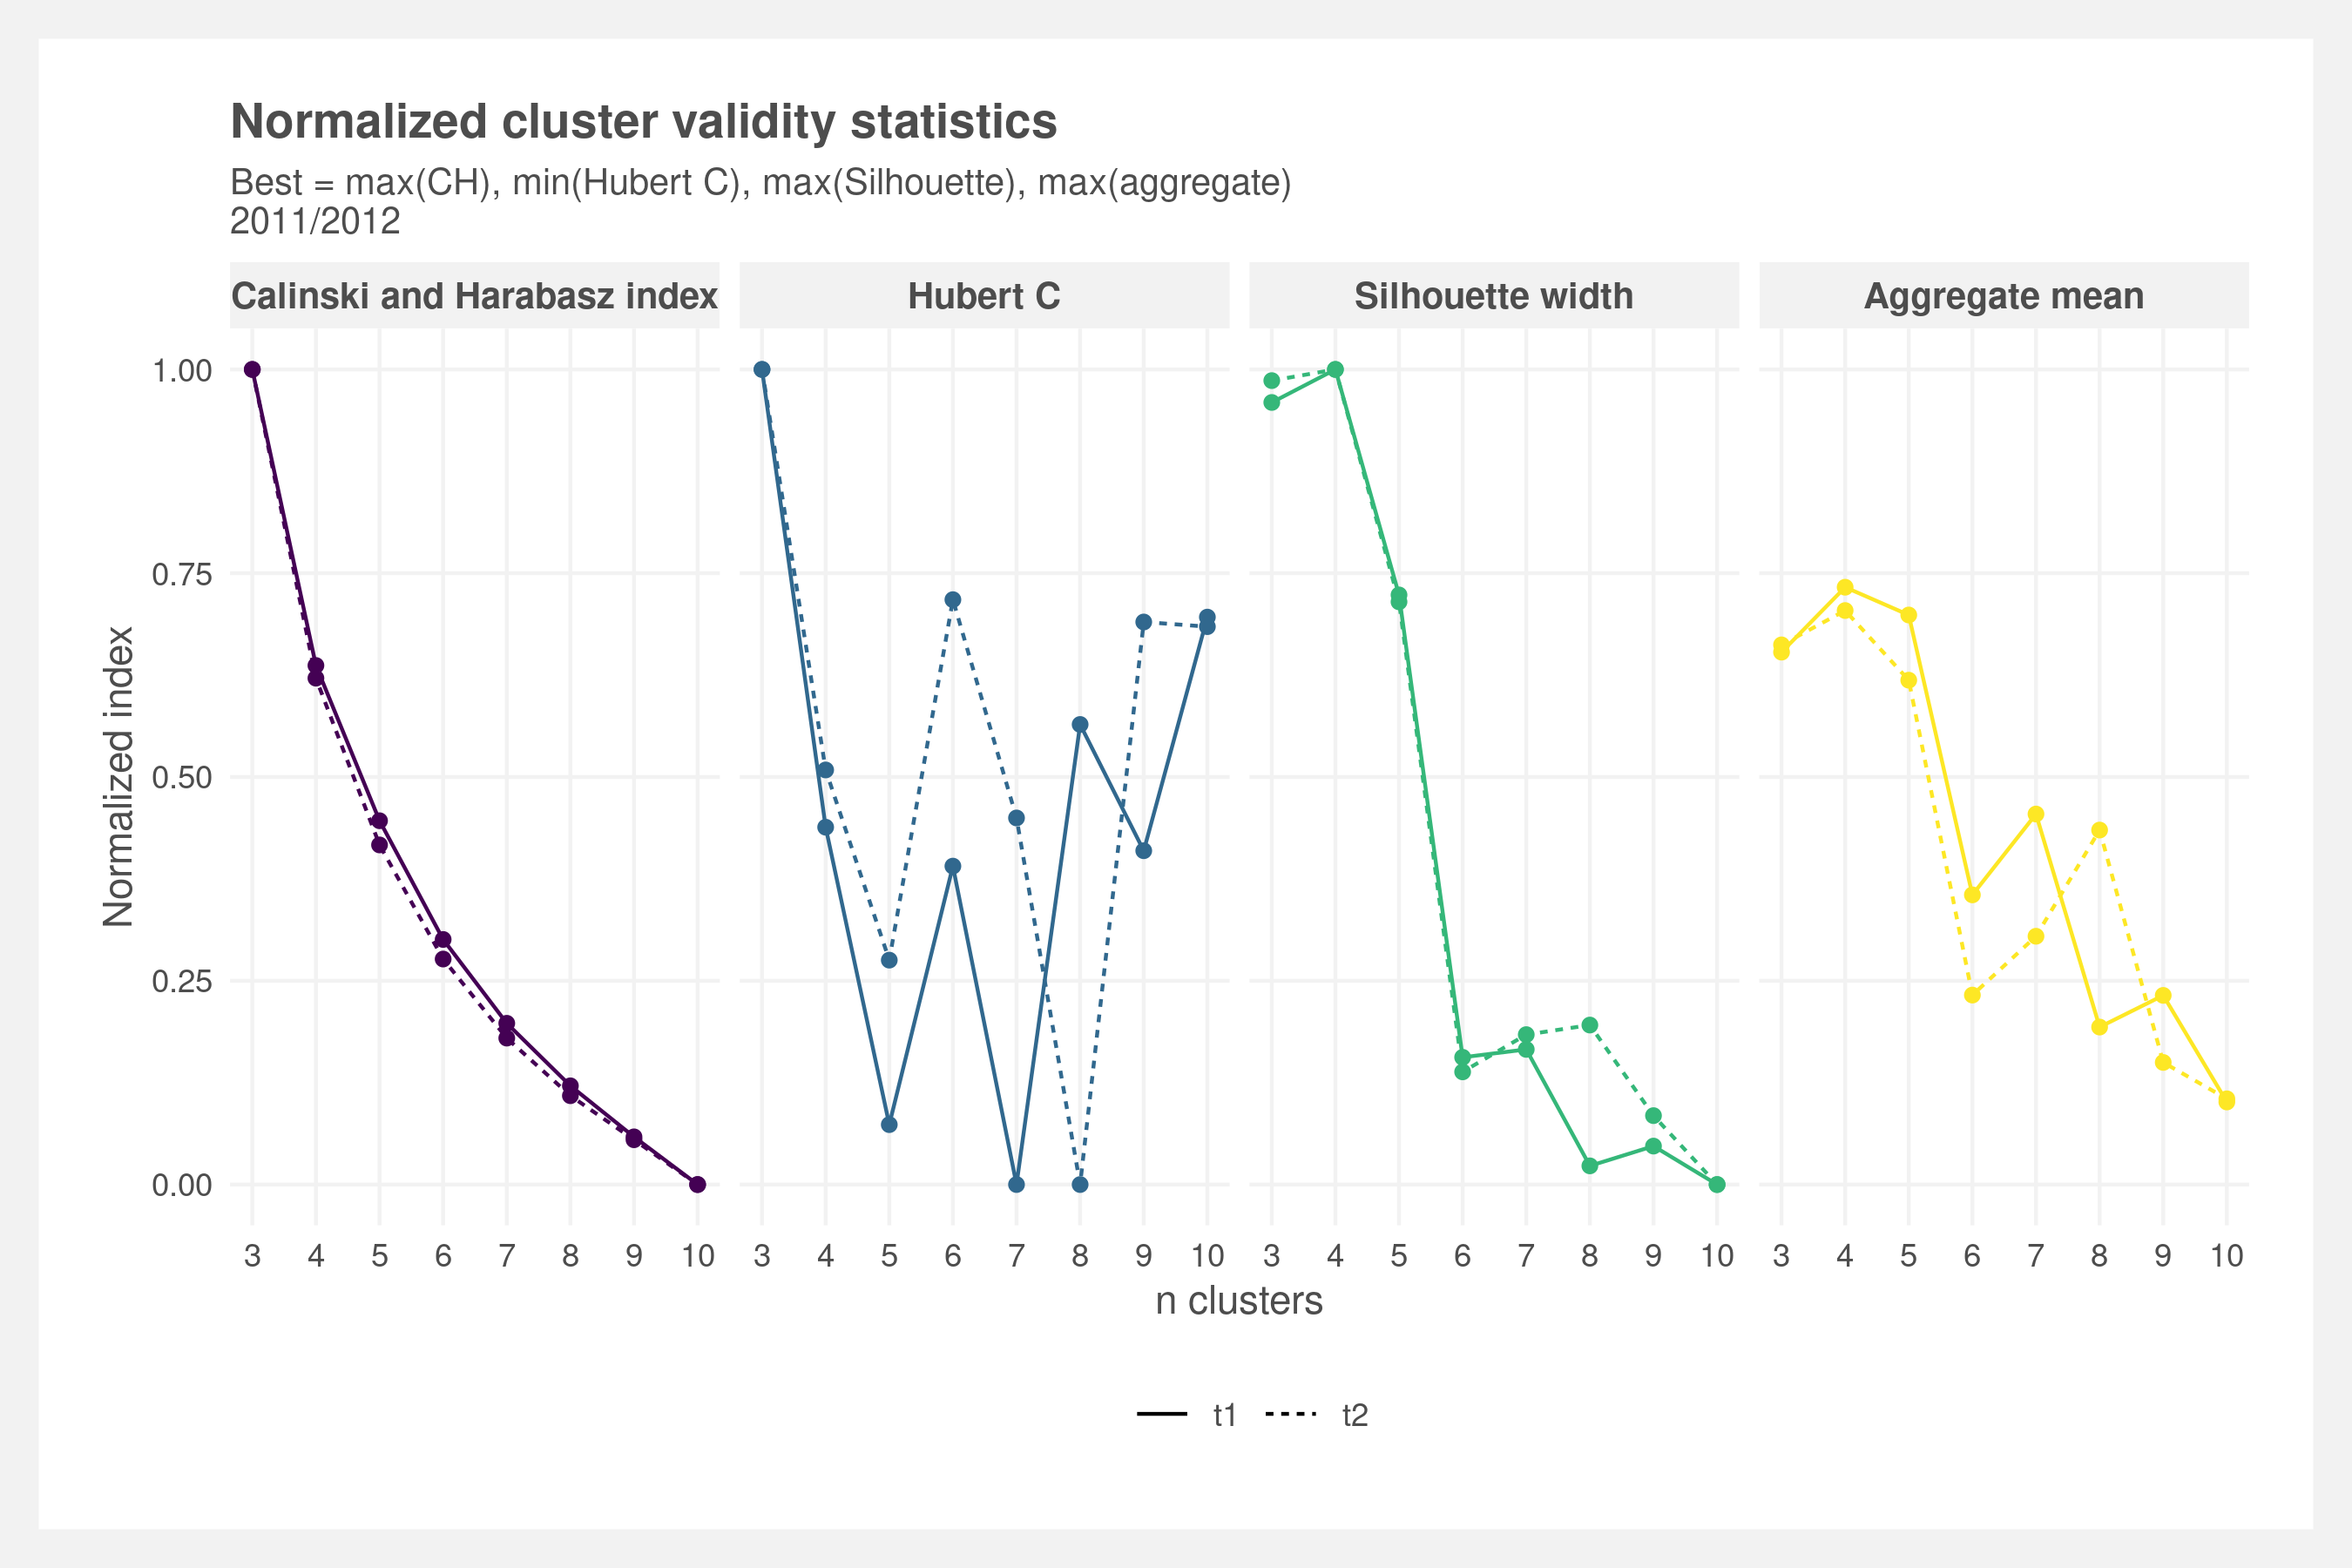 Normalized cluster validity statistics
Best = max(CH), min(Hubert C), max(Silhouette), max(aggregate)
2011/2012
Calinski and Harabasz index Hubert C Silhouette width Aggregate mean
Normalized index
1.00
0.75
0.50
0.25
0.00
3 4 5 6 7 8 9 10 3 4 5 6 7 8 9 10 3 4 5 6 7 8 9 10 3 4 5 6 7 8 9 10
n clusters
t1 t2